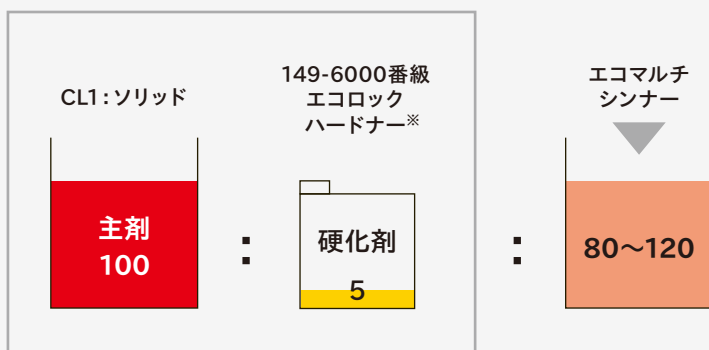 CL1：ソリッド
主剤
100
：
149-6000番級
エコロック
ハードナー※
硬化剤
5
：
エコマルチ
シンナー
80〜120